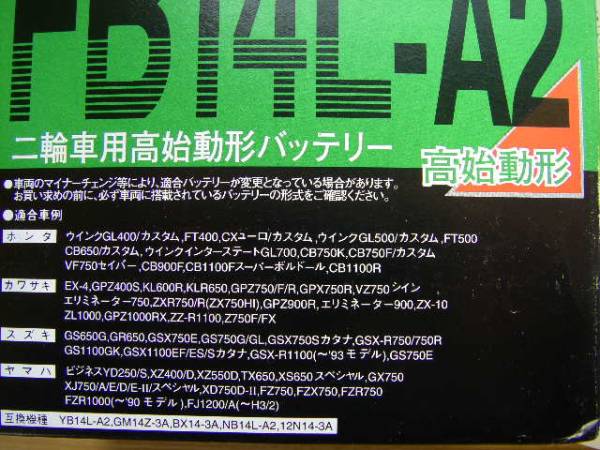 FB14L-A2
二輪車用高始動形バッテリー
高始動形
●車両のマイナーチェンジ等により、適合バッテリーが変更となっている場合があります。
お買い求めの前に、必ず車両に搭載されているバッテリーの形式をご確認ください。
●適合車例
ホンダ ウイングGL400/カスタム,FT400,CXユーロ/カスタム,ウイングGL500/カスタム,FT500
CB650/カスタム,ウイングインターステートGL700,CB750K,CB750F/カスタム
VF750セイバー,CB900F,CB1100Fスーパーボルドール,CB1100R
カワサキ EX-4,GPZ400S,KL600R,KLR650,GPZ750/F/R,GPX750R,VZ750シイン
エリミネーター750,ZXR750/R(ZX750HI),GPZ900R,エリミネーター900,ZX-10
ZL1000,GPZ1000RX,ZZ-R1100,Z750F/FX
スズキ GS650G,GR650,GSX750E,GS750G/GL,GSX750Sカタナ,GSX-R750/750R
GS1100GK,GSX1100EF/ES/Sカタナ,GSX-R1100(〜'93モデル),GS750E
ヤマハ ビジネスYD250/S,XZ400/D,XZ550D,TX650,XS650スペシャル,GX750
XJ750/A/E/D/E-II/スペシャル,XD750D-II,FZ750,FZX750,FZR750
FZR1000(〜'90モデル),FJ1200/A(〜H3/2)
互換機種 YB14L-A2,GM14Z-3A,BX14-3A,NB14L-A2,12N14-3A